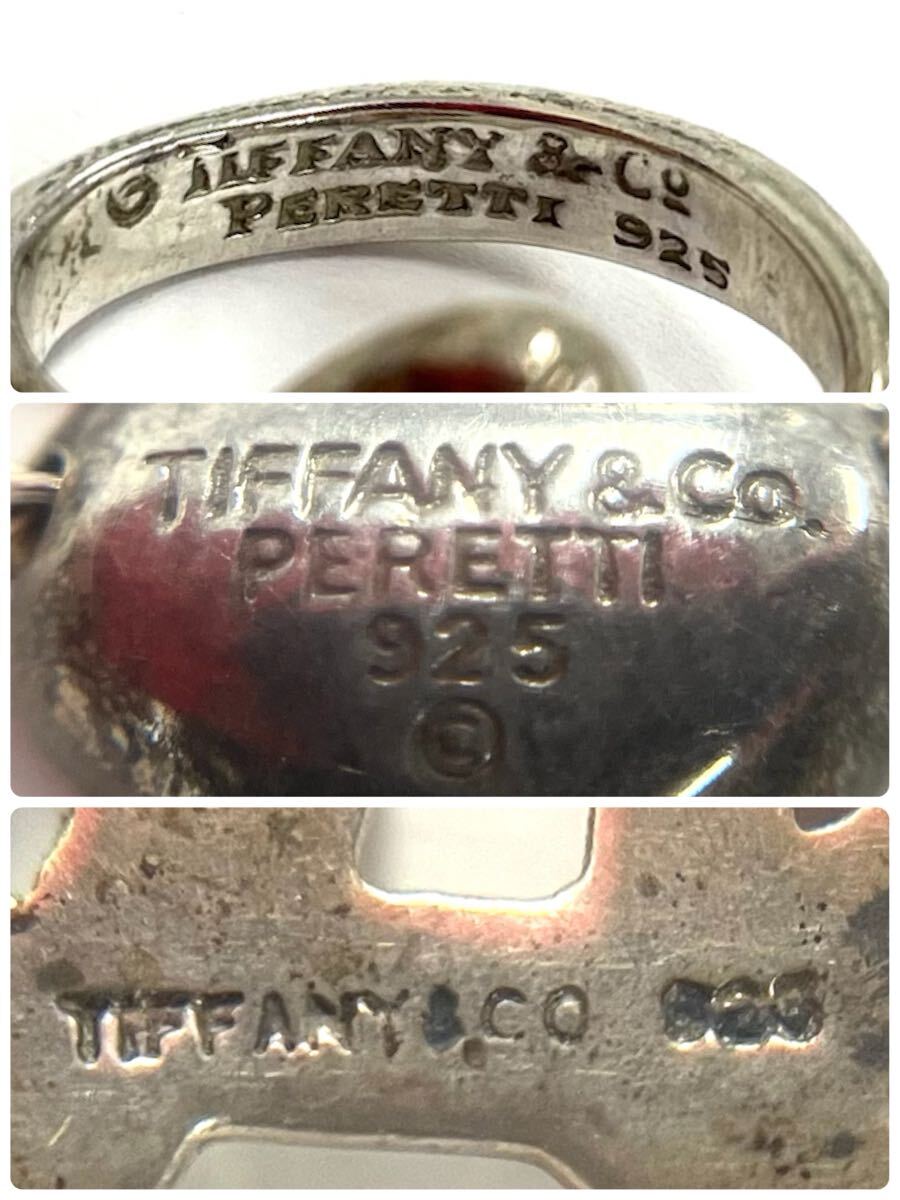 © TIFFANY & Co
PERETTI 925
TIFFANY & Co.
PERETTI
925
©
TIFFANY & CO 925